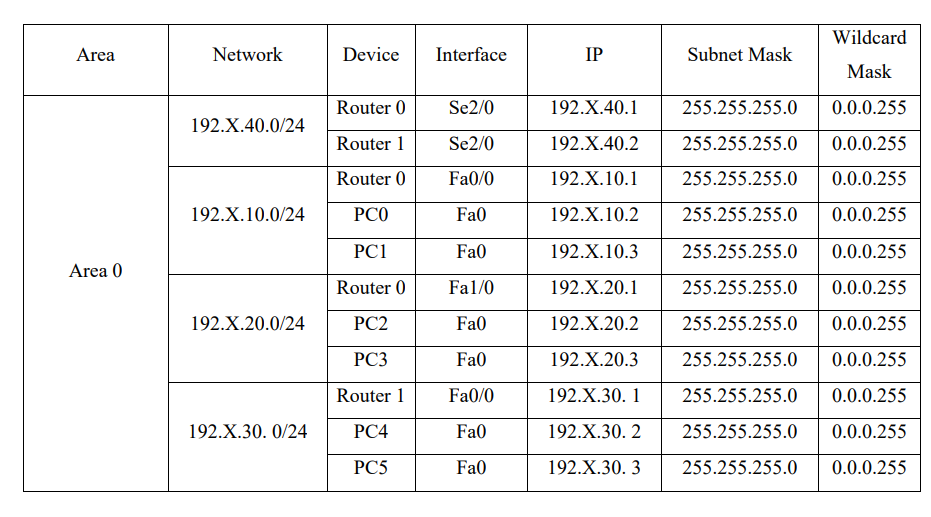 Area Network Device Interface IP Subnet Mask Wildcard
Mask
Area 0
192.X.40.0/24
Router 0 Se2/0 192.X.40.1 255.255.255.0 0.0.0.255
Router 1 Se2/0 192.X.40.2 255.255.255.0 0.0.0.255
192.X.10.0/24
Router 0 Fa0/0 192.X.10.1 255.255.255.0 0.0.0.255
PC0 Fa0 192.X.10.2 255.255.255.0 0.0.0.255
PC1 Fa0 192.X.10.3 255.255.255.0 0.0.0.255
192.X.20.0/24
Router 0 Fa1/0 192.X.20.1 255.255.255.0 0.0.0.255
PC2 Fa0 192.X.20.2 255.255.255.0 0.0.0.255
PC3 Fa0 192.X.20.3 255.255.255.0 0.0.0.255
192.X.30. 0/24
Router 1 Fa0/0 192.X.30. 1 255.255.255.0 0.0.0.255
PC4 Fa0 192.X.30. 2 255.255.255.0 0.0.0.255
PC5 Fa0 192.X.30. 3 255.255.255.0 0.0.0.255